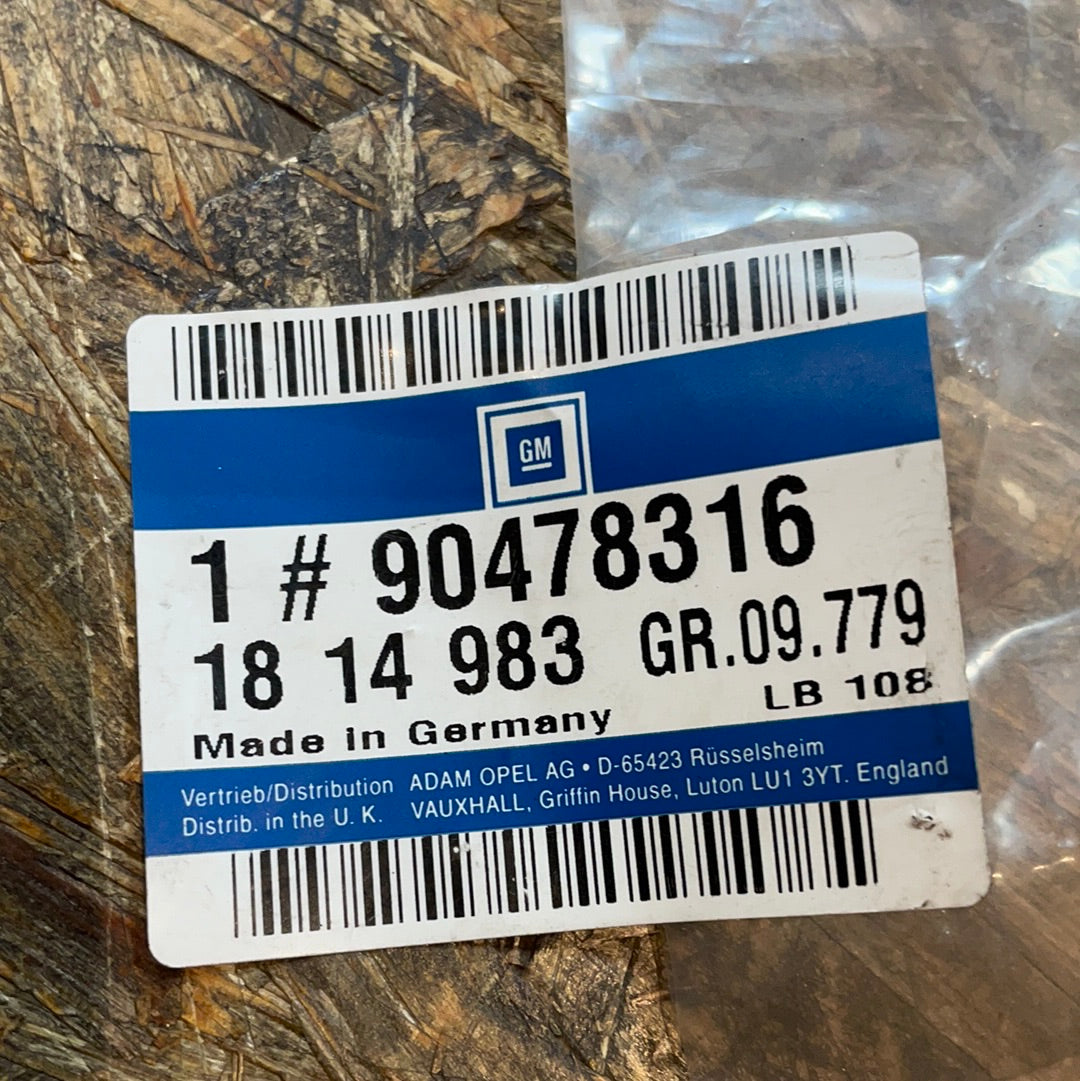 GM
1 # 90478316
18 14 983 GR.09.779
LB 108
Made in Germany
Vertrieb/Distribution ADAM OPEL AG • D-65423 Rüsselsheim
Distrib. in the U. K. VAUXHALL, Griffin House, Luton LU1 3YT. England